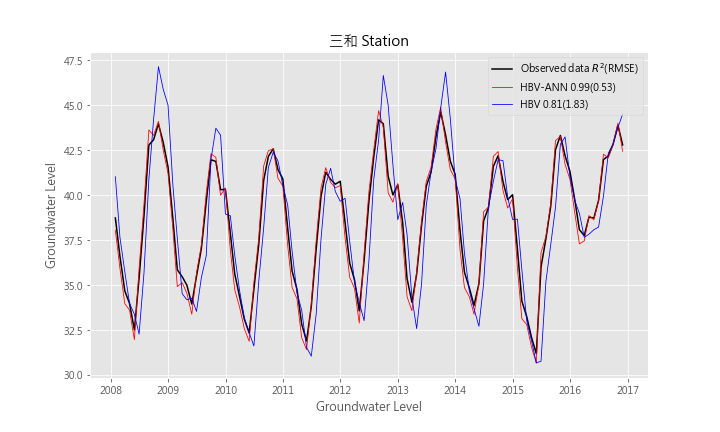 三和 Station
Observed data R²(RMSE)
HBV-ANN 0.99(0.53)
HBV 0.81(1.83)
Groundwater Level
47.5
45.0
42.5
40.0
37.5
35.0
32.5
30.0
2008 2009 2010 2011 2012 2013 2014 2015 2016 2017
Groundwater Level